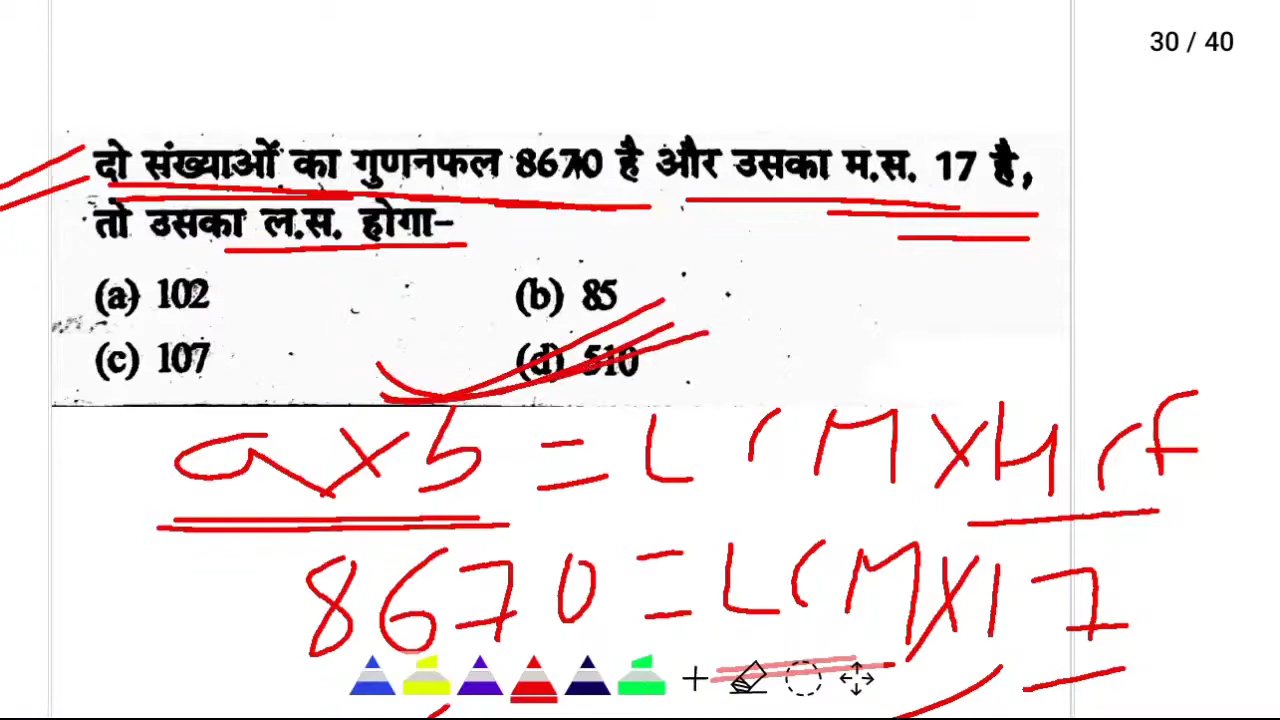 30 / 40
दो संख्याओं का गुणनफल 8670 है और उसका म.स. 17 है,
तो उसका ल.स. होगा–
(a) 102 (b) 85
(c) 107 (d) 510
a x b = LCM x Hcf
8670 = LCM x 17